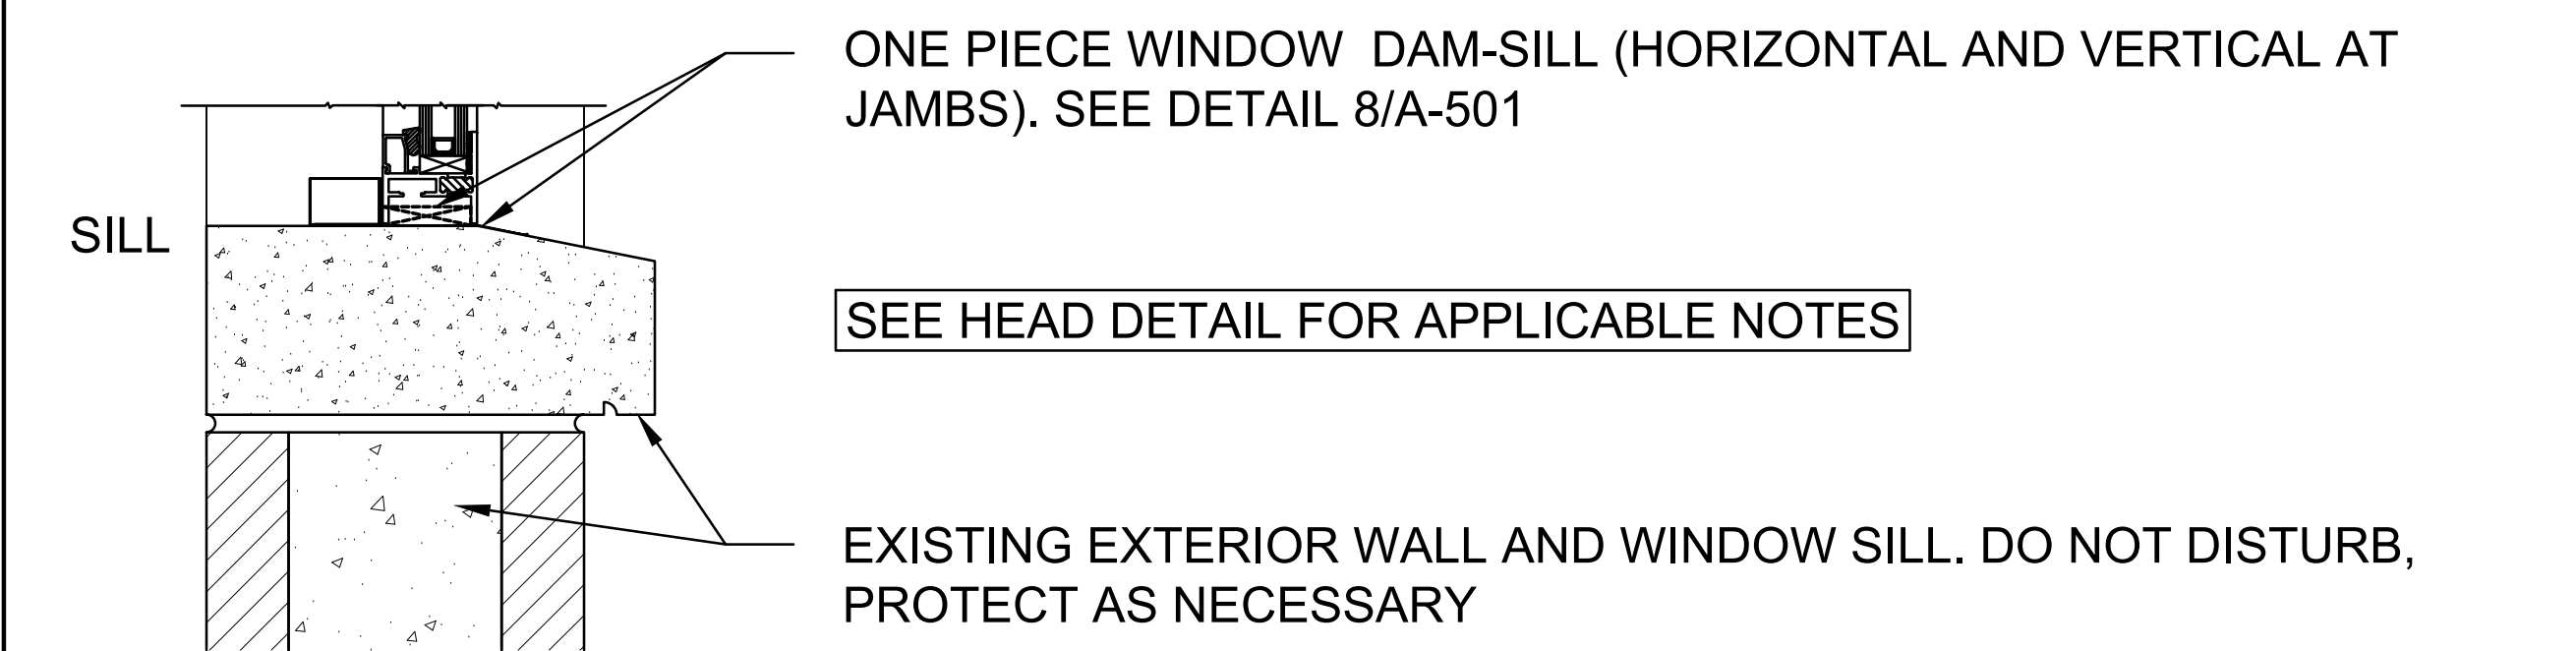 ONE PIECE WINDOW DAM-SILL (HORIZONTAL AND VERTICAL AT
JAMBS). SEE DETAIL 8/A-501
SILL
SEE HEAD DETAIL FOR APPLICABLE NOTES
EXISTING EXTERIOR WALL AND WINDOW SILL. DO NOT DISTURB,
PROTECT AS NECESSARY